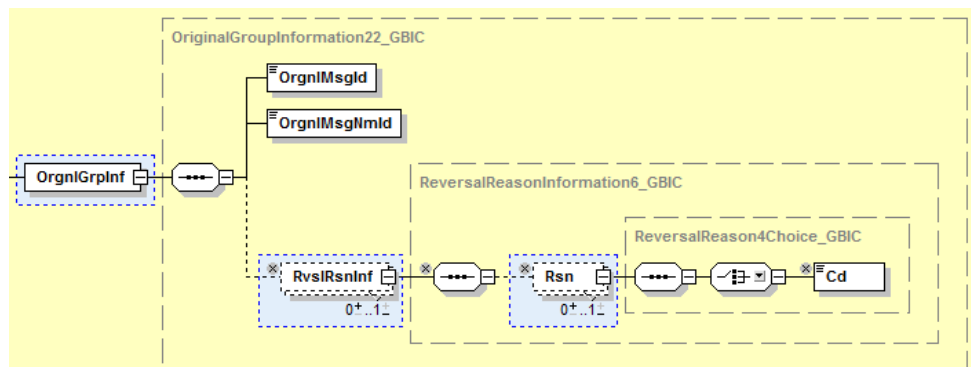 OriginalGroupInformation22_GBIC
OrgnlMsgId
OrgnlMsgNmId
OrgnlGrpInf
ReversalReasonInformation6_GBIC
ReversalReason4Choice_GBIC
RvslRsnInf
Rsn
Cd
0±..1±
0±..1±